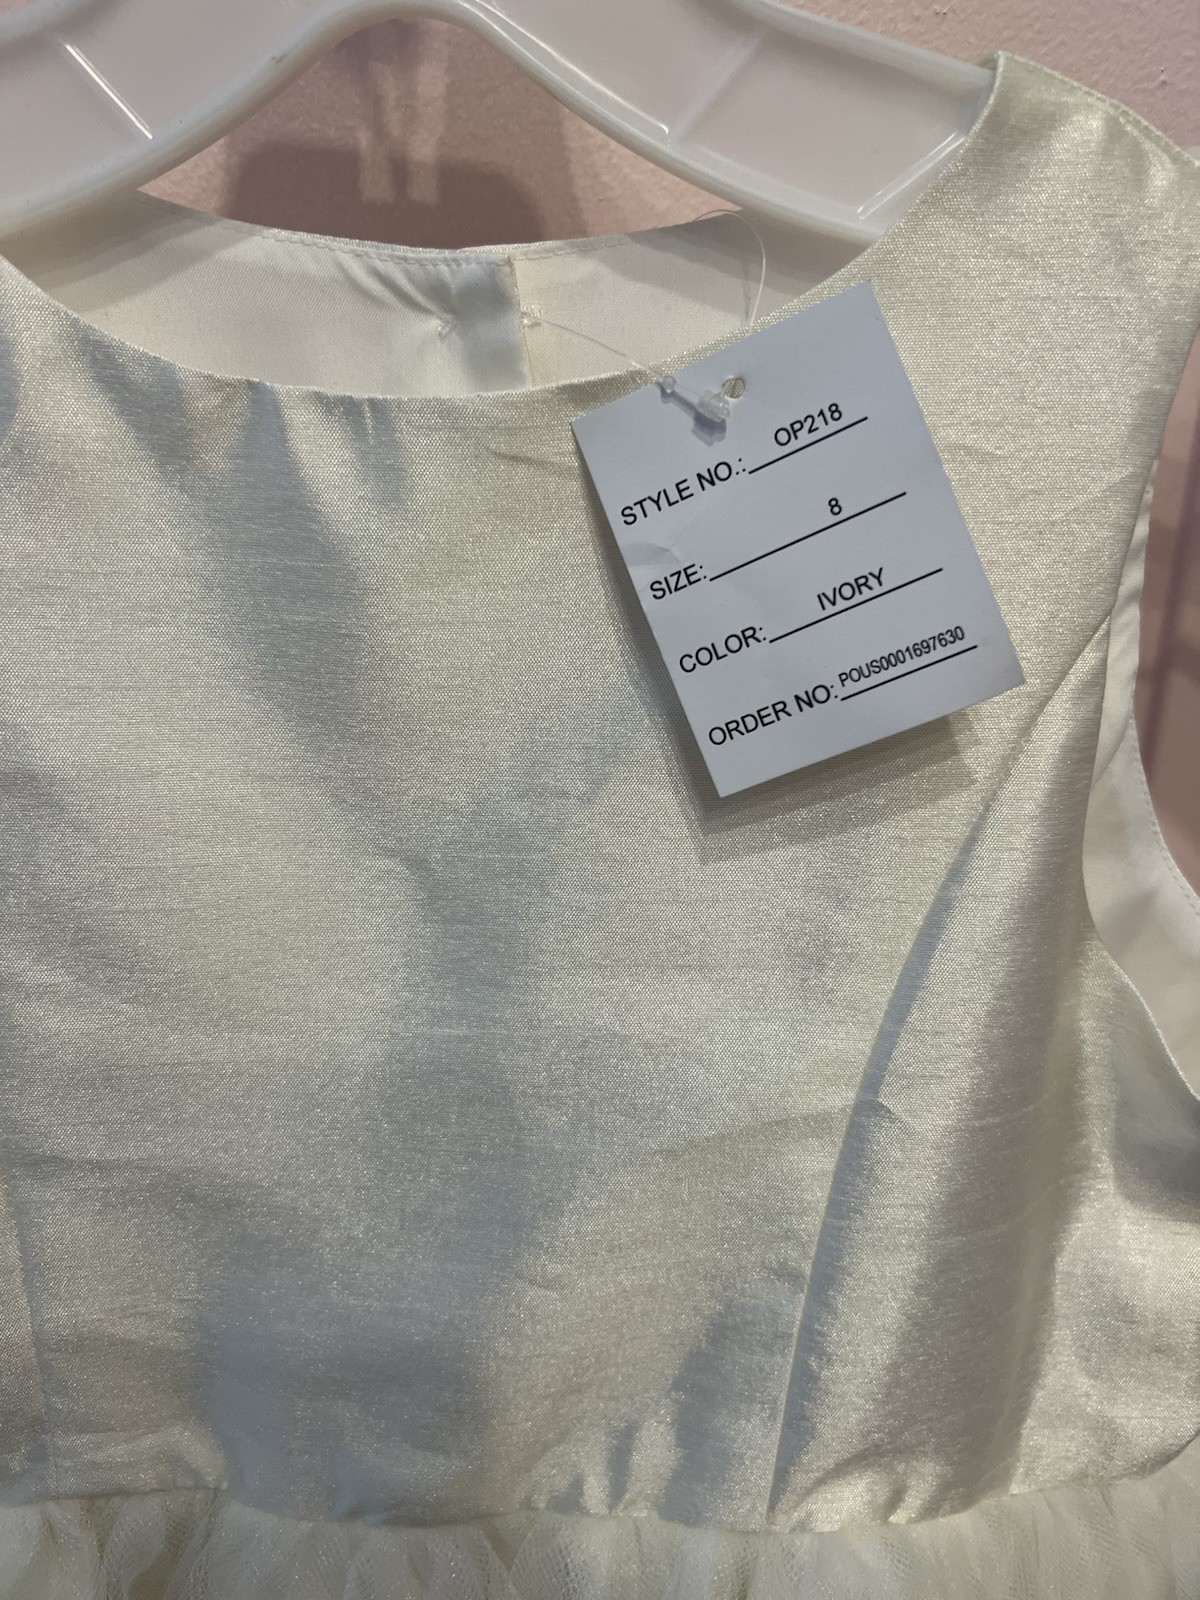 STYLE NO.: OP218
SIZE: 8
COLOR: IVORY
ORDER NO: POUS0001697630